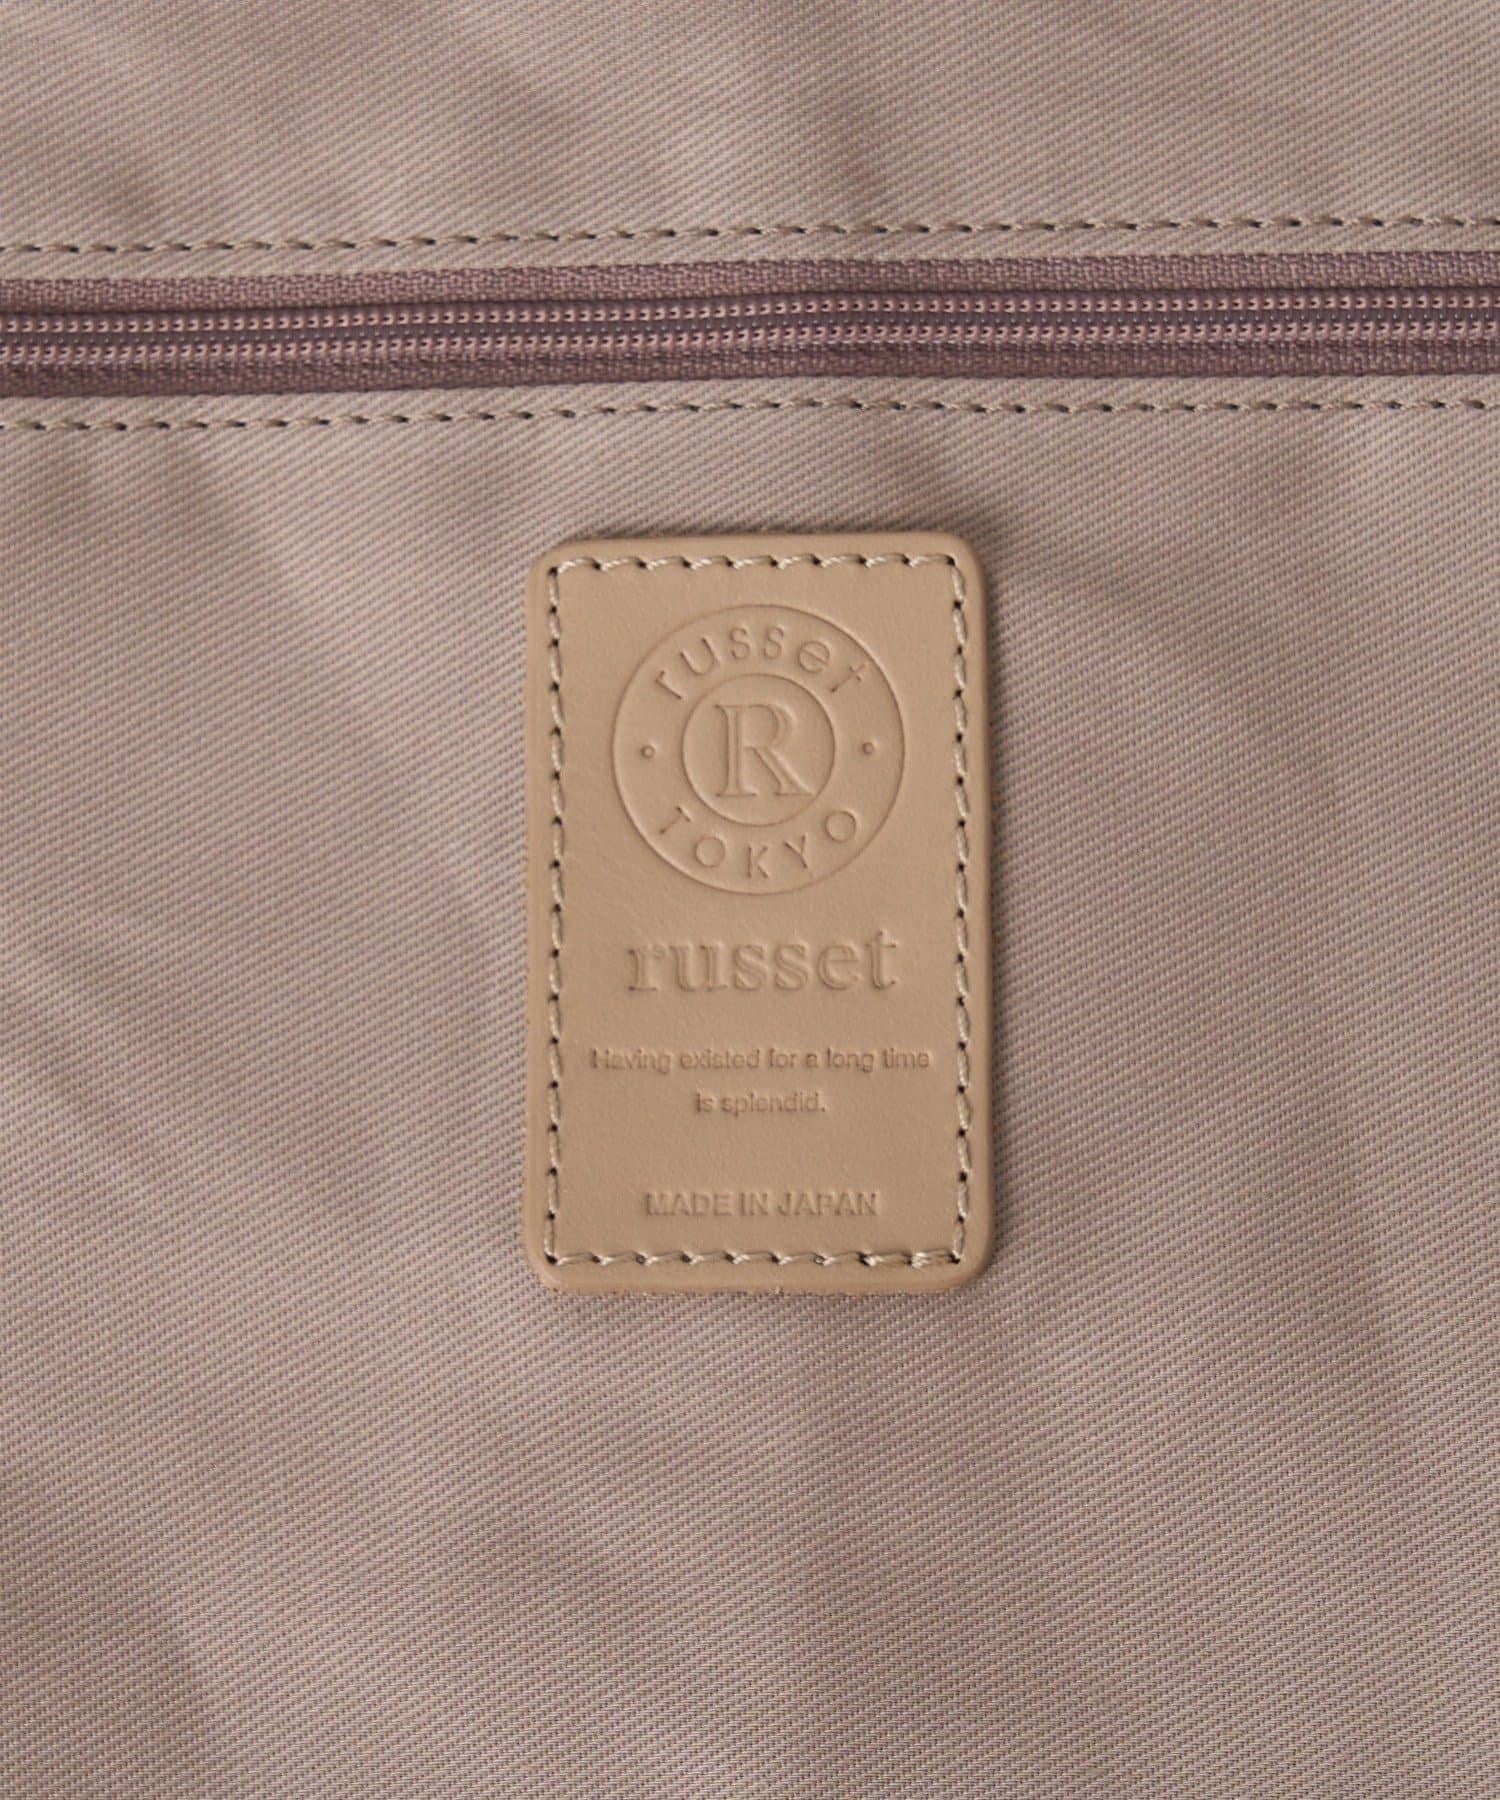 russet
R
TOKYO
russet
Having existed for a long time
is splendid.
MADE IN JAPAN